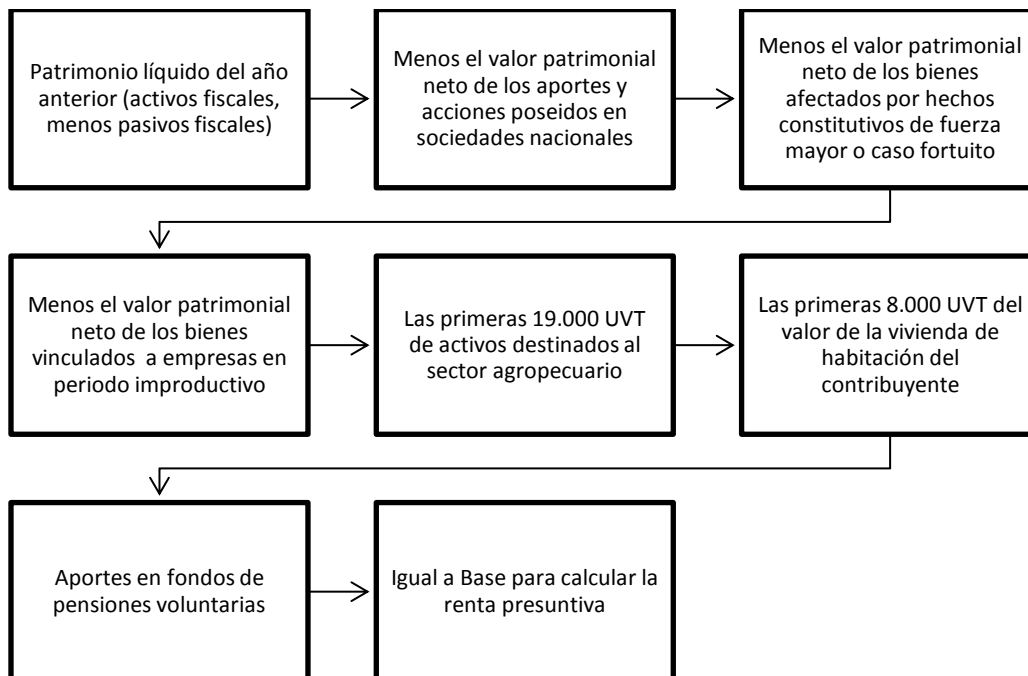 Patrimonio líquido del año
anterior (activos fiscales,
menos pasivos fiscales)
Menos el valor patrimonial
neto de los aportes y
acciones poseidos en
sociedades nacionales
Menos el valor patrimonial
neto de los bienes
afectados por hechos
constitutivos de fuerza
mayor o caso fortuito
Menos el valor patrimonial
neto de los bienes
vinculados a empresas en
periodo improductivo
Las primeras 19.000 UVT
de activos destinados al
sector agropecuario
Las primeras 8.000 UVT del
valor de la vivienda de
habitación del
contribuyente
Aportes en fondos de
pensiones voluntarias
Igual a Base para calcular la
renta presuntiva